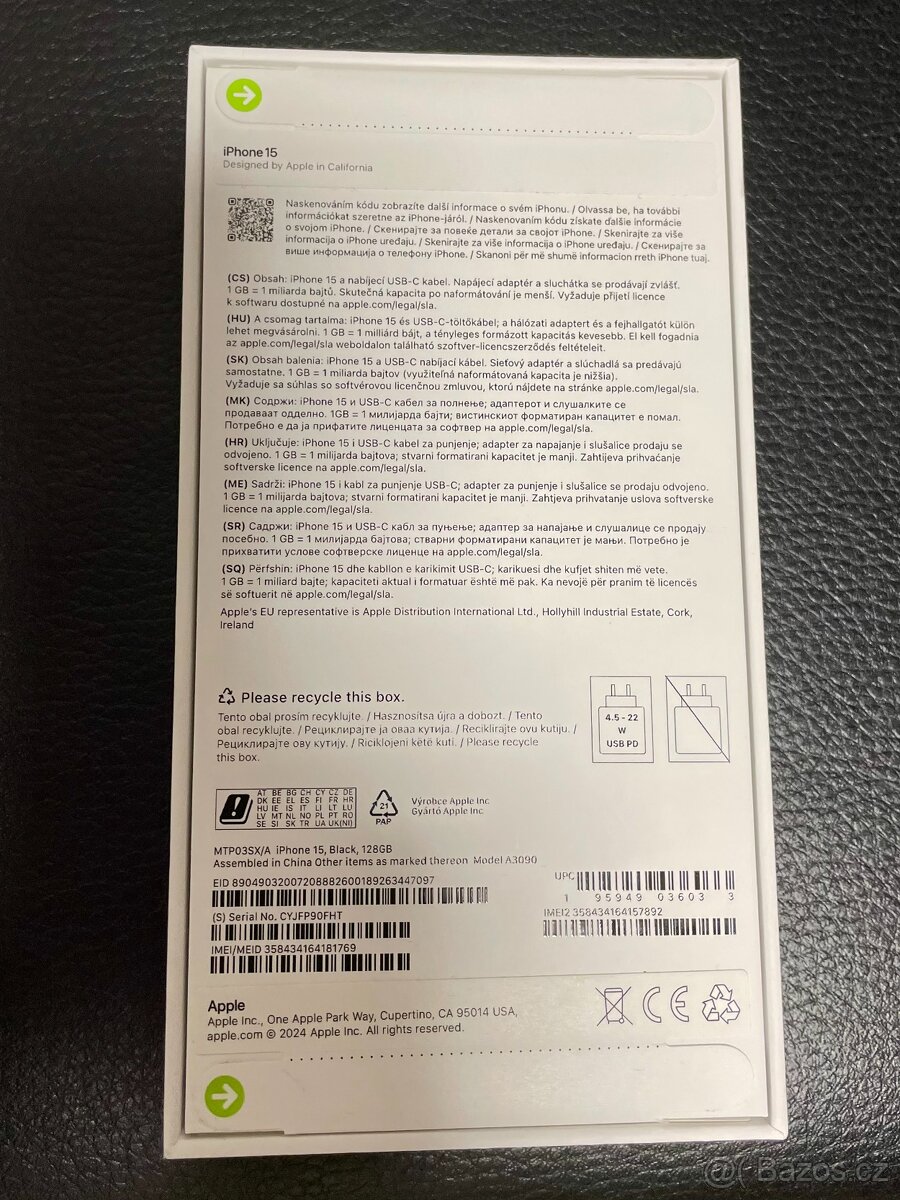 iPhone 15
Designed by Apple in California
Naskenováním kódu zobrazíte další informace o svém iPhonu. / Olvassa be, ha további
információkat szeretne az iPhone-járól. / Naskenovaním kódu získate ďalšie informácie
o svojom iPhone. / Скенирајте за повеќе детали за својот iPhone. / Skenirajte za više
informacija o iPhone uređaju. / Skenirajte za više informacija o iPhone uređaju. / Скенирајте за
више информација о телефону iPhone. / Skanoni për më shumë informacion rreth iPhone tuaj.
(CS) Obsah: iPhone 15 a nabíjecí USB-C kabel. Napájecí adaptér a sluchátka se prodávají zvlášť.
1 GB = 1 miliarda bajtů. Skutečná kapacita po naformátování je menší. Vyžaduje přijetí licence
k softwaru dostupné na apple.com/legal/sla.
(HU) A csomag tartalma: iPhone 15 és USB-C-töltőkábel; a hálózati adaptert és a fejhallgatót külön
lehet megvásárolni. 1 GB = 1 milliárd bájt, a tényleges formázott kapacitás kevesebb. El kell fogadnia
az apple.com/legal/sla weboldalon található szoftver-licencszerződés feltételeit.
(SK) Obsah balenia: iPhone 15 a USB-C nabíjací kábel. Sieťový adaptér a slúchadlá sa predávajú
samostatne. 1 GB = 1 miliarda bajtov (využiteľná naformátovaná kapacita je nižšia).
Vyžaduje sa súhlas so softvérovou licenčnou zmluvou, ktorú nájdete na stránke apple.com/legal/sla.
(MK) Содржи: iPhone 15 и USB-C кабел за полнење; адаптерот и слушалките се
продаваат одделно. 1GB = 1 милијарда бајти; вистинскиот форматиран капацитет е помал.
Потребно е да ја прифатите лиценцата за софтвер на apple.com/legal/sla.
(HR) Uključuje: iPhone 15 i USB-C kabel za punjenje; adapter za napajanje i slušalice prodaju se
odvojeno. 1 GB = 1 milijarda bajtova; stvarni formatirani kapacitet je manji. Zahtijeva prihvaćanje
softverske licence na apple.com/legal/sla.
(ME) Sadrži: iPhone 15 i kabl za punjenje USB-C; adapter za punjenje i slušalice se prodaju odvojeno.
1 GB = 1 milijarda bajtova; stvarni formatirani kapacitet je manji. Zahtjeva prihvatanje uslova softverske
licence na apple.com/legal/sla.
(SR) Садржи: iPhone 15 и USB-C кабл за пуњење; адаптер за напајање и слушалице се продају
посебно. 1 GB = 1 милијарда бајтова; стварни форматирани капацитет је мањи. Потребно је
прихватити услове софтверске лиценце на apple.com/legal/sla.
(SQ) Përfshin: iPhone 15 dhe kabllon e karikimit USB-C; karikuesi dhe kufjet shiten më vete.
1 GB = 1 miliard bajte; kapaciteti aktual i formatuar është më pak. Ka nevojë për pranim të licencës
së softuerit në apple.com/legal/sla.
Apple's EU representative is Apple Distribution International Ltd., Hollyhill Industrial Estate, Cork,
Ireland
Please recycle this box.
Tento obal prosím recyklujte. / Hasznosítsa újra a dobozt. / Tento
obal recyklujte. / Рециклирајте ја оваа кутија. / Reciklirajte ovu kutiju. /
Рециклирајте ову кутију. / Riciklojeni këtë kuti. / Please recycle
this box.
4.5 - 22
W
USB PD
AT BE BG CH CY CZ DE
DK EE EL ES FI FR HR
HU IE IS IT LI LT LU
LV MT NL NO PL PT RO
SE SI SK TR UA UK(NI)
21
PAP
Výrobce Apple Inc
Gyártó Apple Inc
MTP03SX/A iPhone 15, Black, 128GB
Assembled in China Other items as marked thereon Model A3090
EID 89049032007208882600189263447097
UPC
1 95949 03603 3
(S) Serial No. CYJFP90FHT
IMEI2 358434164157892
IMEI/MEID 358434164181769
Apple
Apple Inc., One Apple Park Way, Cupertino, CA 95014 USA,
apple.com © 2024 Apple Inc. All rights reserved.
CE
@( Bazos.cz